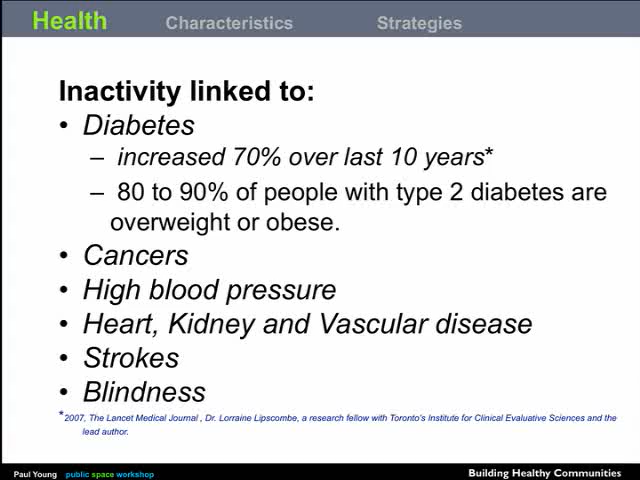 Health Characteristics Strategies
Inactivity linked to:
• Diabetes
– increased 70% over last 10 years*
– 80 to 90% of people with type 2 diabetes are
overweight or obese.
• Cancers
• High blood pressure
• Heart, Kidney and Vascular disease
• Strokes
• Blindness
*2007, The Lancet Medical Journal , Dr. Lorraine Lipscombe, a research fellow with Toronto's Institute for Clinical Evaluative Sciences and the
lead author.
Paul Young public space workshop Building Healthy Communities